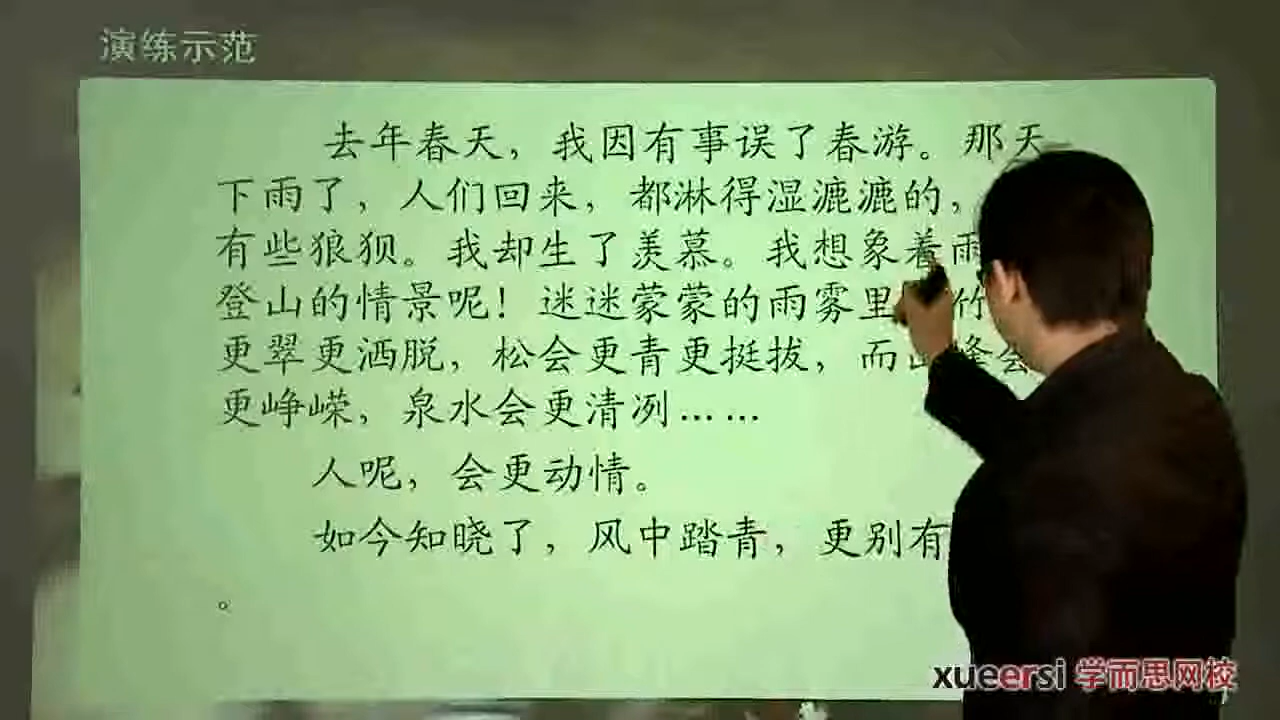 演练示范
去年春天，我因有事误了春游。那天
下雨了，人们回来，都淋得湿漉漉的，
有些狼狈。我却生了羡慕。我想象着雨
登山的情景呢！迷迷蒙蒙的雨雾里 竹
更翠更洒脱，松会更青更挺拔，而山峰会
更峥嵘，泉水会更清冽……
人呢，会更动情。
如今知晓了，风中踏青，更别有
。
xueersi 学而思网校